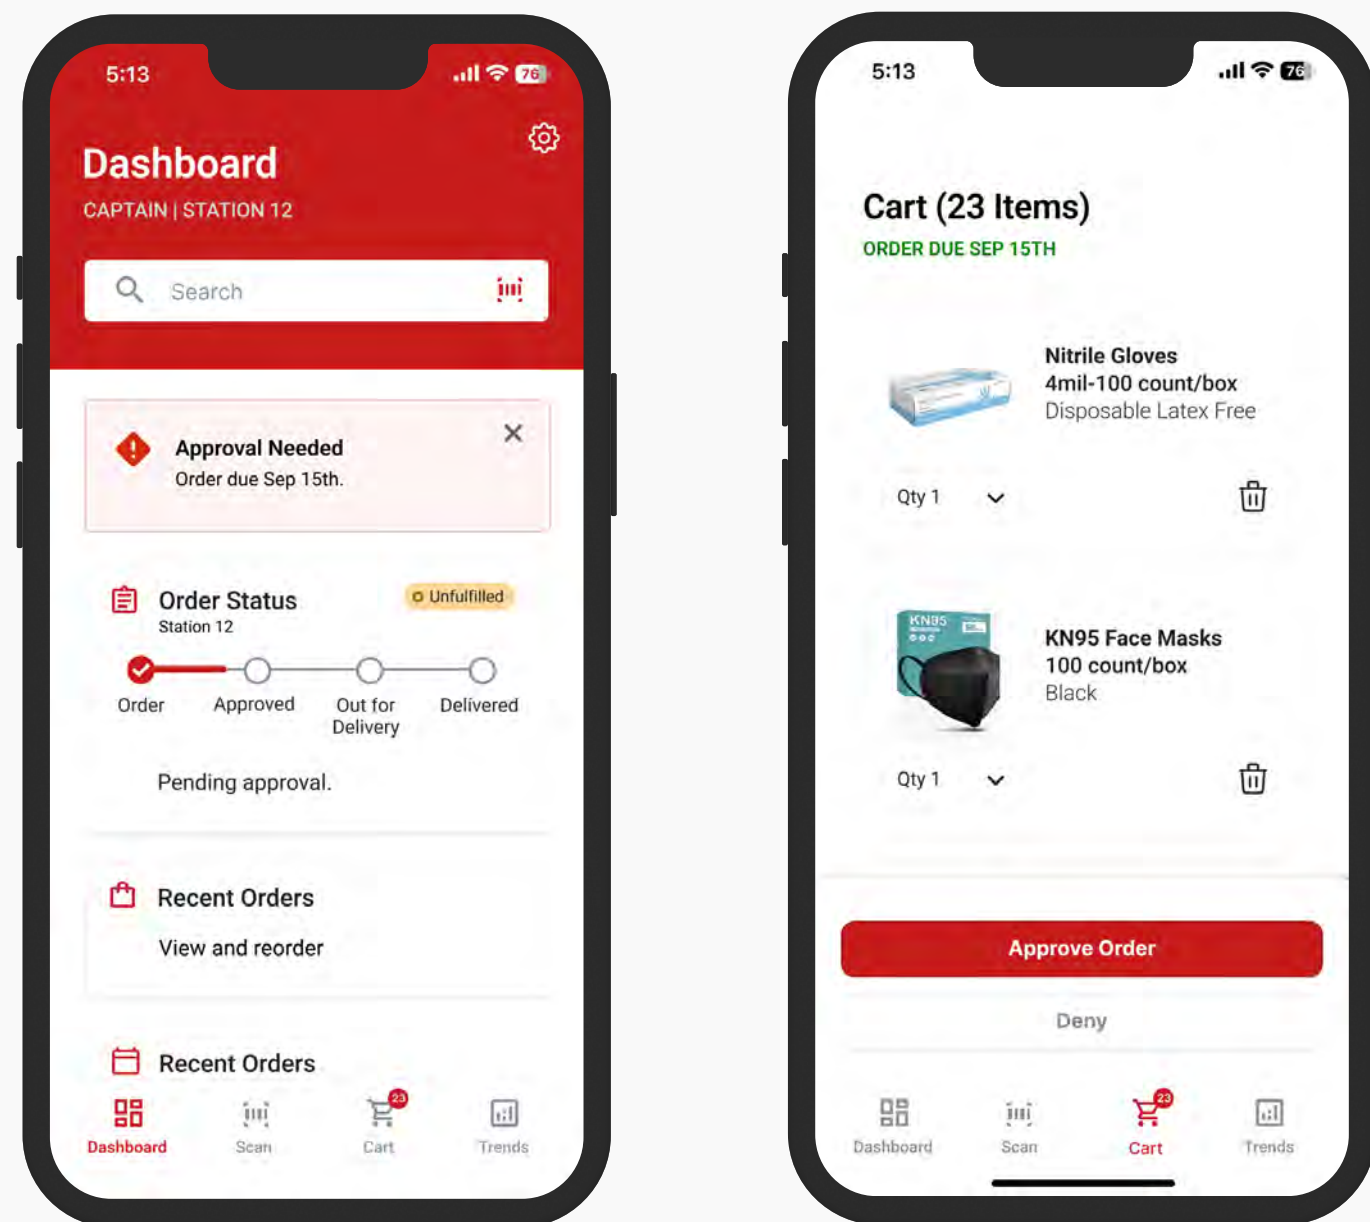 5:13
76
Dashboard
CAPTAIN | STATION 12
Search
Approval Needed
Order due Sep 15th.
Order Status
Unfulfilled
Station 12
Order
Approved
Out for
Delivery
Delivered
Pending approval.
Recent Orders
View and reorder
Recent Orders
23
Dashboard
Scan
Cart
Trends
5:13
76
Cart (23 Items)
ORDER DUE SEP 15TH
Nitrile Gloves
4mil-100 count/box
Disposable Latex Free
Qty 1
KN95
KN95 Face Masks
100 count/box
Black
Qty 1
Approve Order
Deny
23
Dashboard
Scan
Cart
Trends